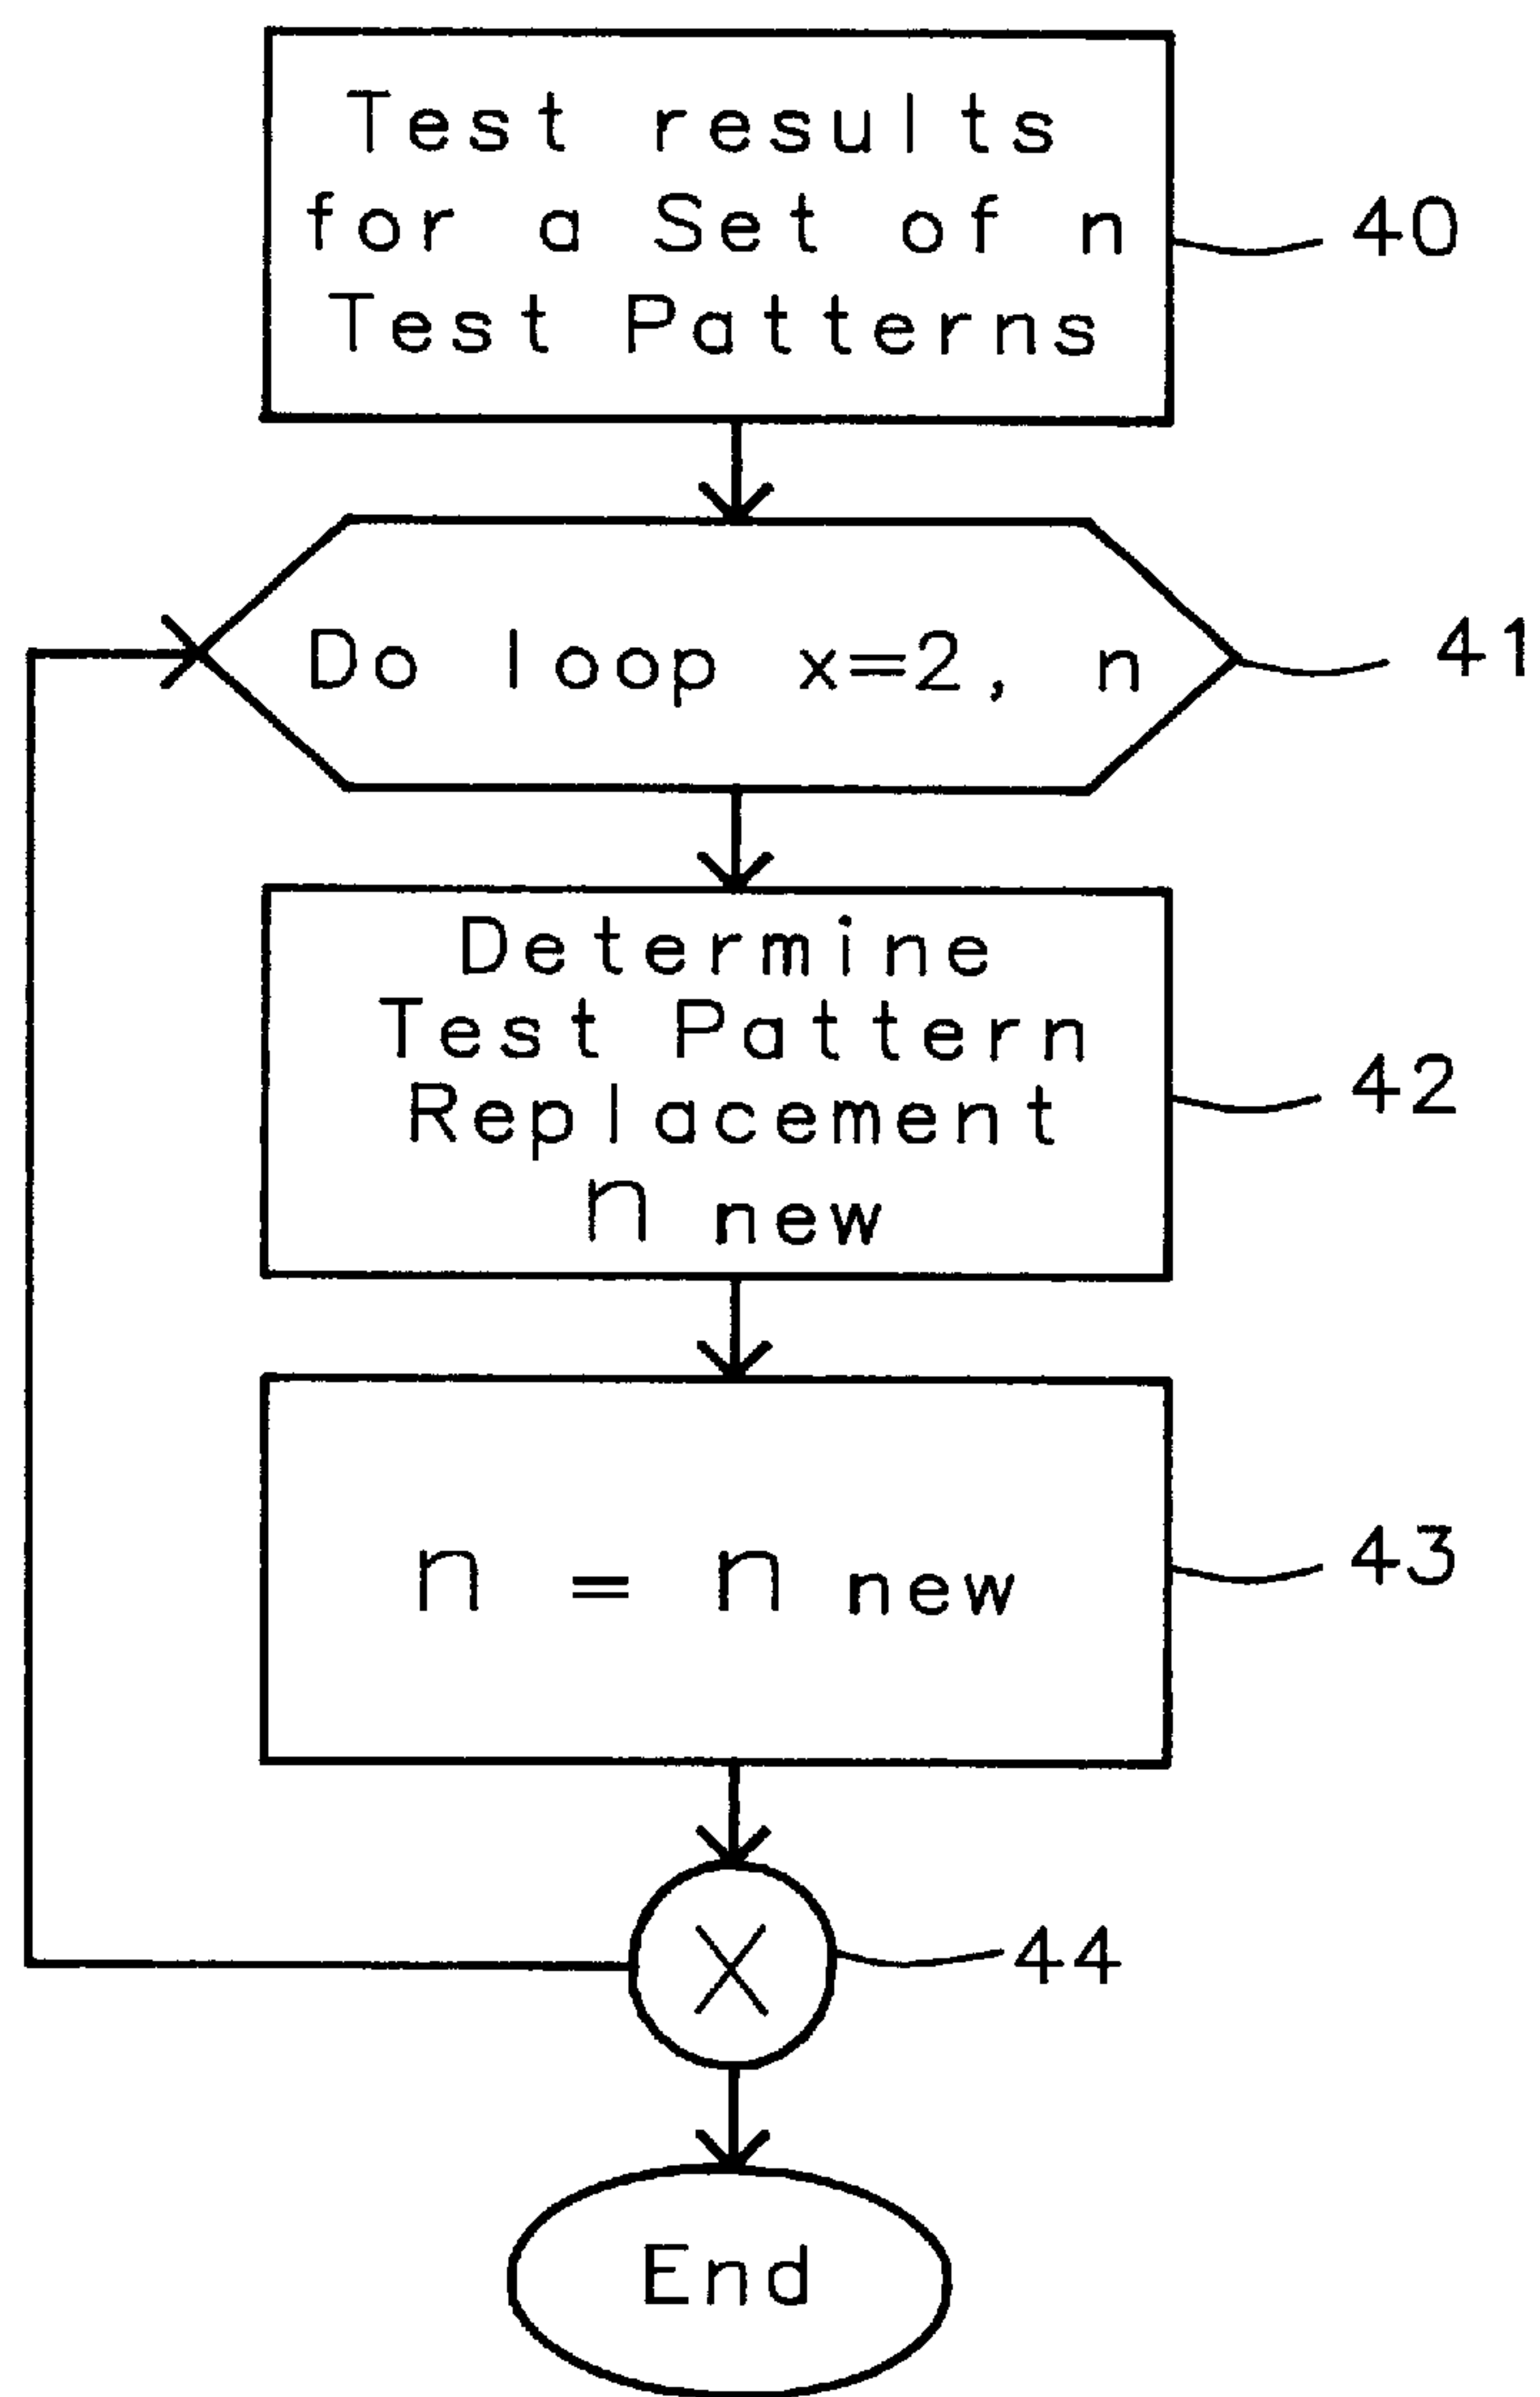 Test results
for a Set of n
Test Patterns
40
Do loop x=2, n
41
Determine
Test Pattern
Replacement
n new
42
n = n new
43
X
44
End